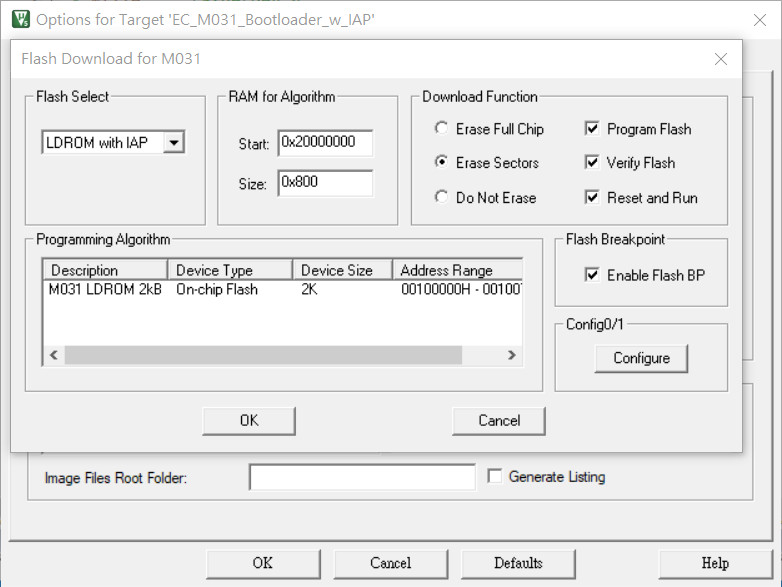 Options for Target 'EC_M031_Bootloader_w_IAP'
Flash Download for M031
Flash Select
LDROM with IAP
RAM for Algorithm
Start: 0x20000000
Size: 0x800
Download Function
Erase Full Chip
Program Flash
Erase Sectors
Verify Flash
Do Not Erase
Reset and Run
Programming Algorithm
Description Device Type Device Size Address Range
M031 LDROM 2kB On-chip Flash 2K 00100000H - 001007
Flash Breakpoint
Enable Flash BP
Config0/1
Configure
OK Cancel
Image Files Root Folder:
Generate Listing
OK Cancel Defaults Help